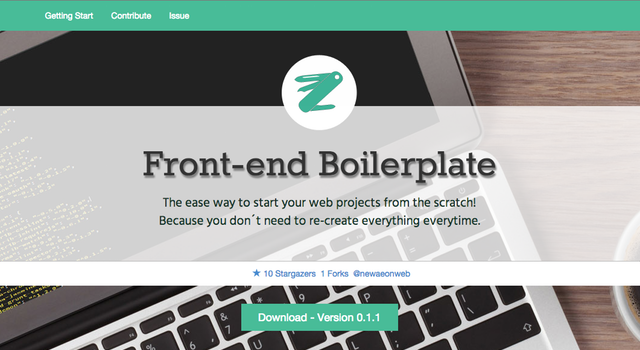 Getting Start Contribute Issue
Front-end Boilerplate
The ease way to start your web projects from the scratch!
Because you don´t need to re-create everything everytime.
★ 10 Stargazers 1 Forks @newaeonweb
Download - Version 0.1.1